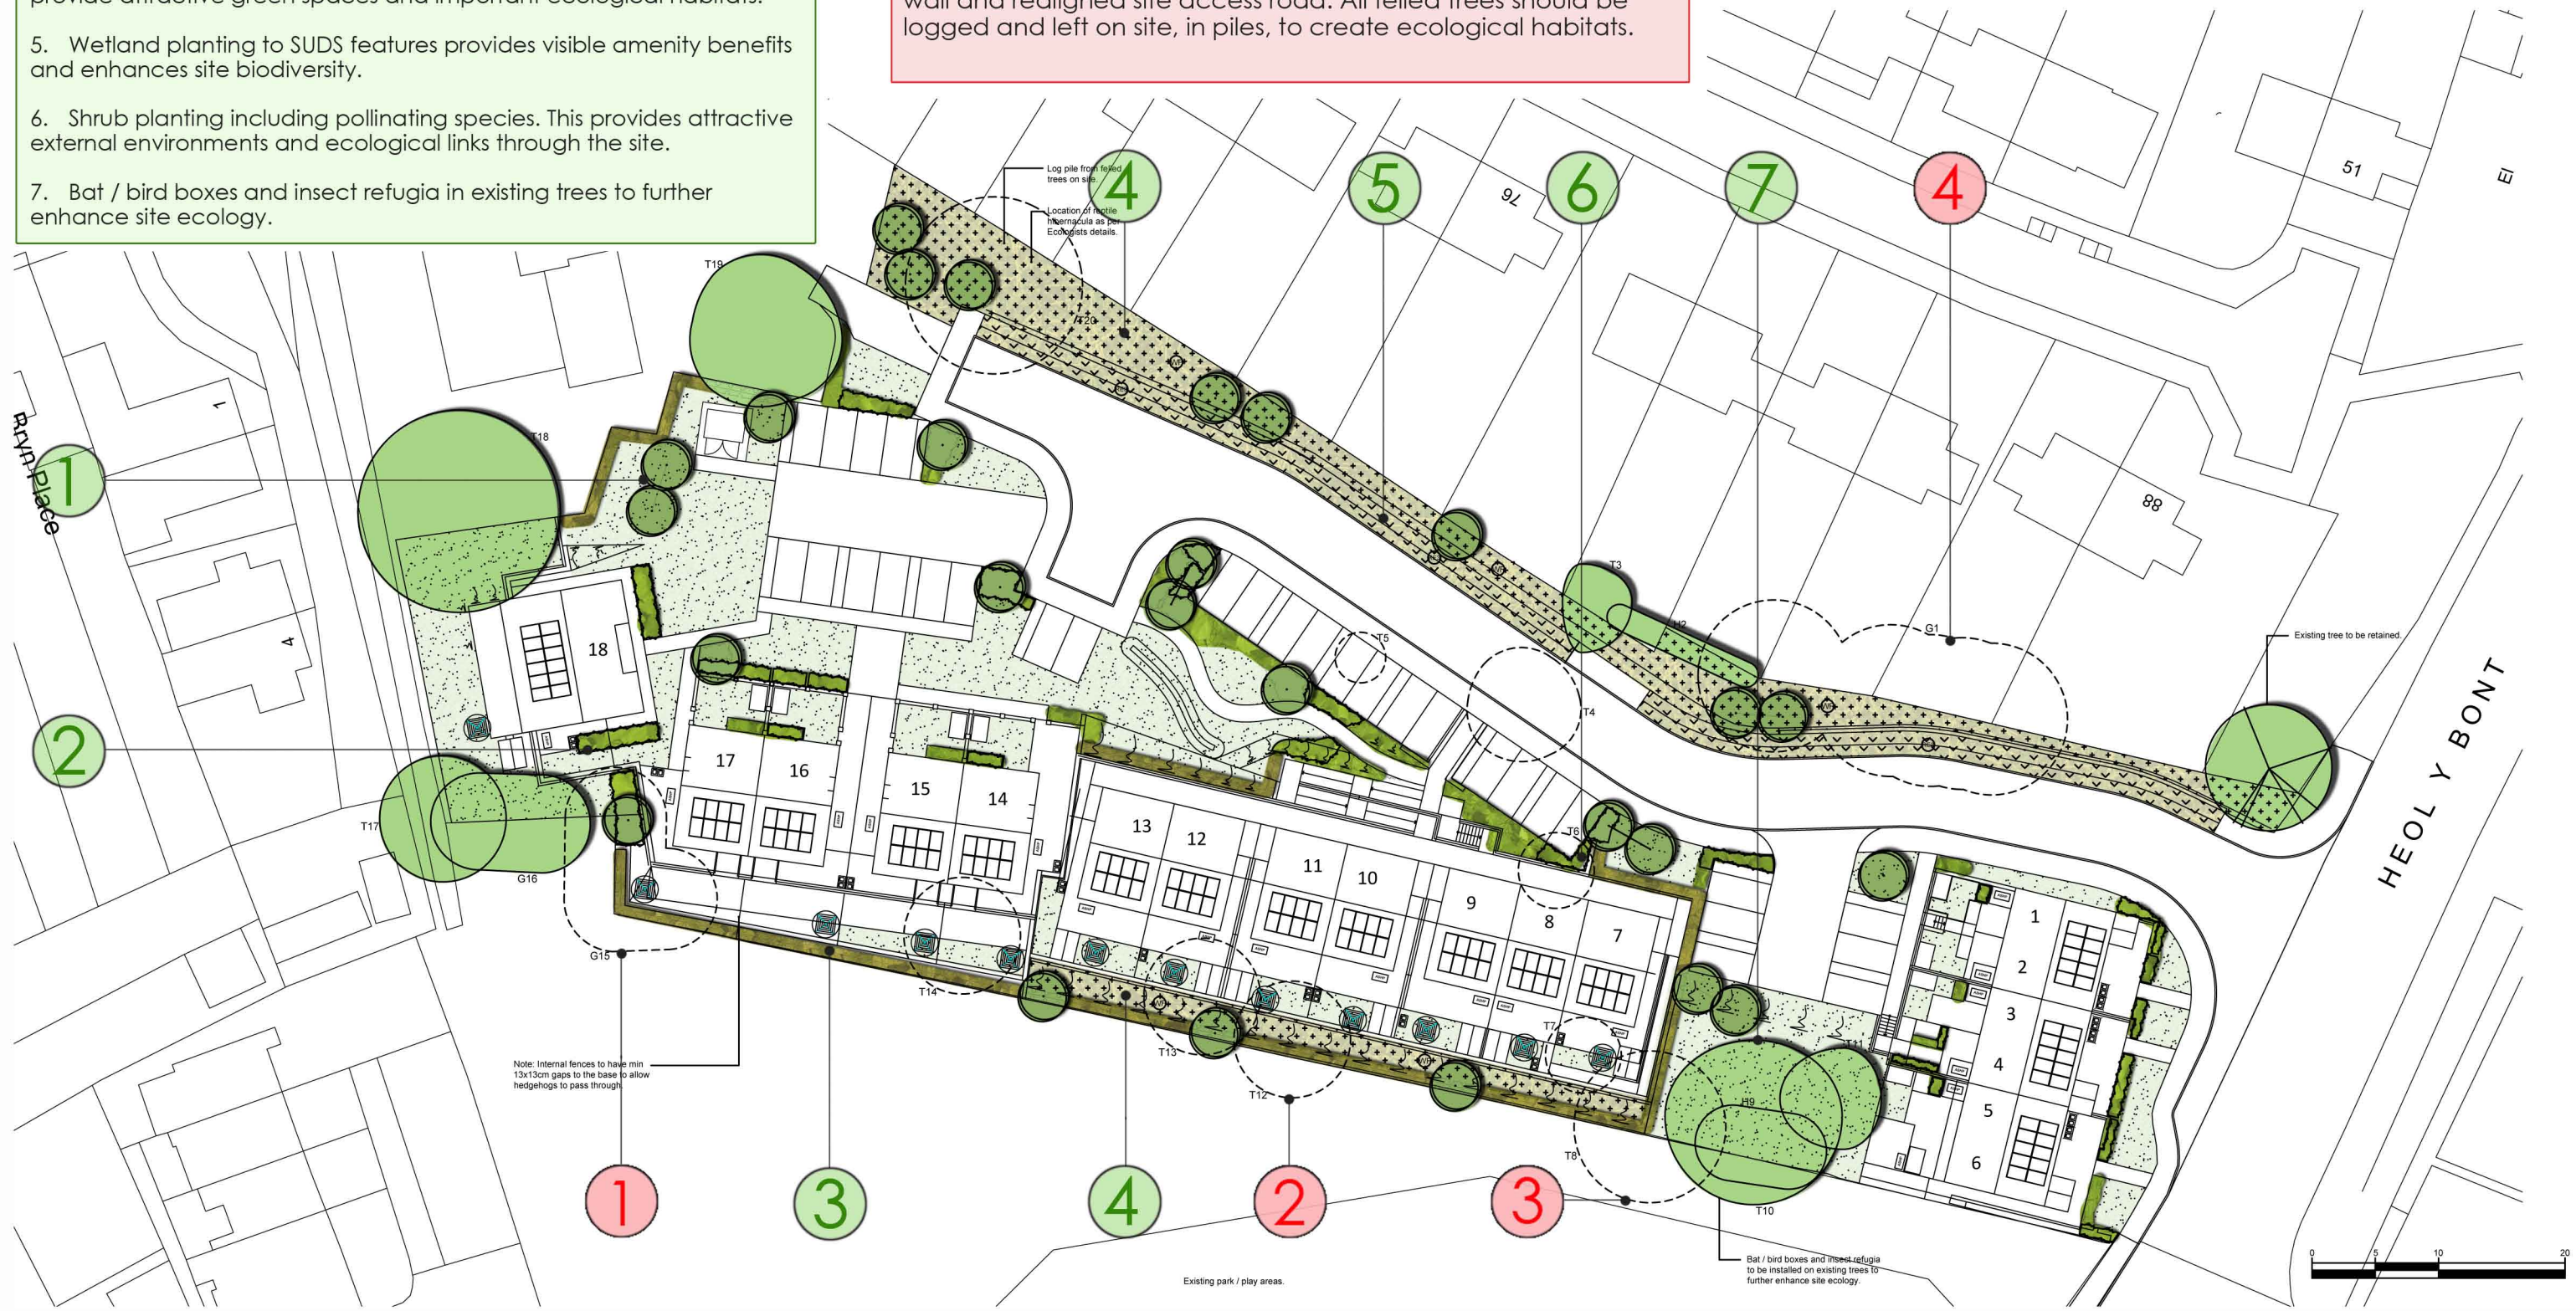 provide attractive green spaces and important ecological habitats.
5. Wetland planting to SUDS features provides visible amenity benefits
and enhances site biodiversity.
6. Shrub planting including pollinating species. This provides attractive
external environments and ecological links through the site.
7. Bat / bird boxes and insect refugia in existing trees to further
enhance site ecology.
wall and realigned site access road. All felled trees should be
logged and left on site, in piles, to create ecological habitats.
Log pile from felled
trees on site.
Location of reptile
hibernacula as per
Ecologists details.
4
5
6
7
4
76
51
El
88
1
4
Bryn Place
1
2
T19
T18
T20
T3
H2
G1
T5
T4
T6
T17
G16
G15
T14
T13
T12
T7
T8
H9
T11
T10
Existing tree to be retained.
HEOL Y BONT
18
17
16
15
14
13
12
11
10
9
8
7
1
2
3
4
5
6
Note: Internal fences to have min
13x13cm gaps to the base to allow
hedgehogs to pass through.
1
3
4
2
3
Bat / bird boxes and insect refugia
to be installed on existing trees to
further enhance site ecology.
Existing park / play areas.
0 5 10 20